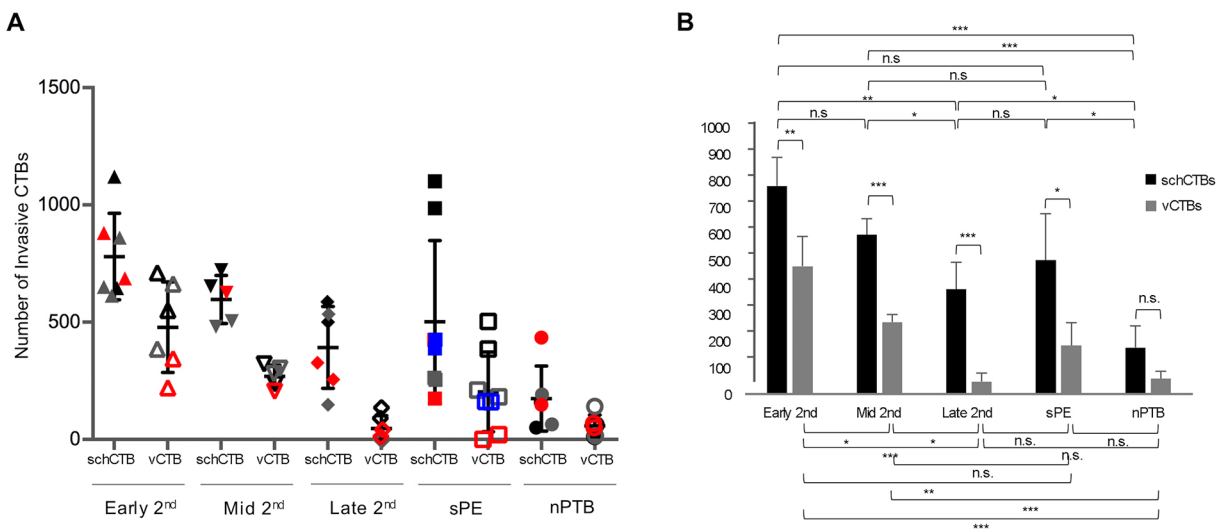 A
Number of Invasive CTBs
1500
1000
500
0
schCTB vCTB schCTB vCTB schCTB vCTB schCTB vCTB schCTB vCTB
Early 2nd Mid 2nd Late 2nd sPE nPTB
B
***
***
n.s
n.s
** *
n.s * n.s *
1000
900
800
700
600
500
400
300
200
100
0
**
***
***
*
n.s.
schCTBs
vCTBs
Early 2nd Mid 2nd Late 2nd sPE nPTB
* * n.s. n.s.
*** n.s.
n.s.
**
***
***